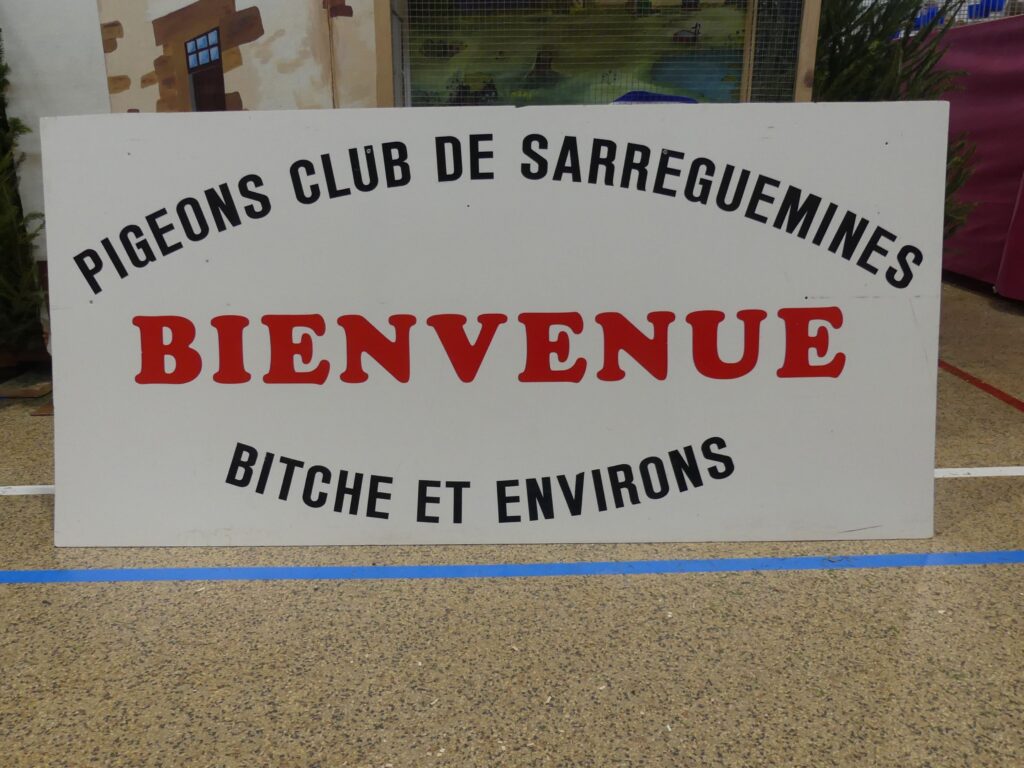 PIGEONS CLUB DE SARREGUEMINES
BIENVENUE
BITCHE ET ENVIRONS